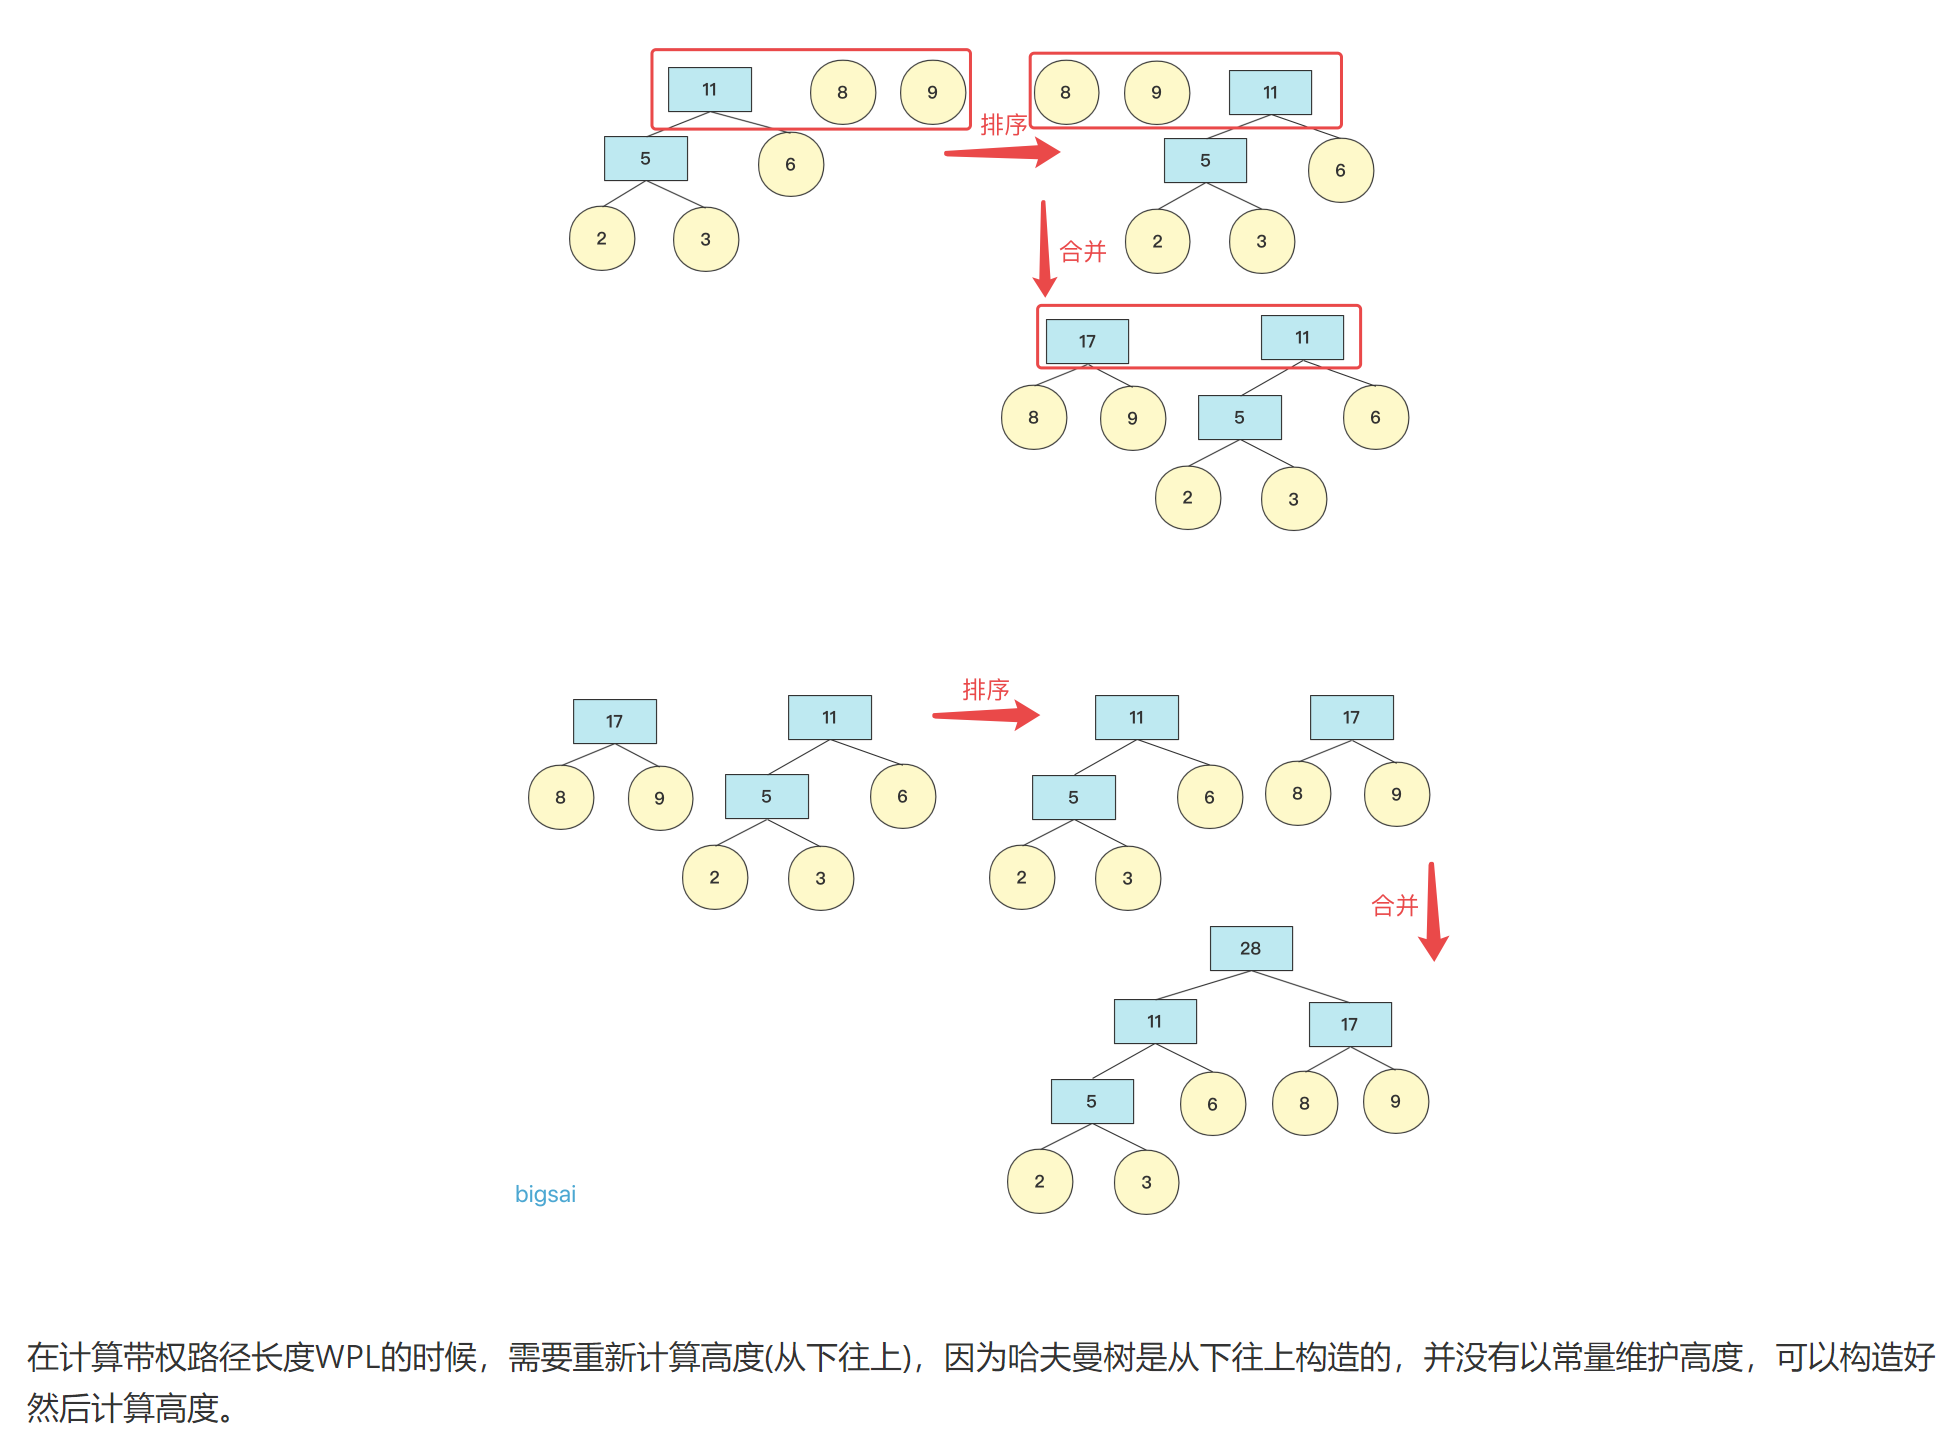 11 8 9 8 9 11
排序
5 6 5 6
2 3 2 3
合并
17 11
8 9 5 6
2 3
排序
17 11 11 17
8 9 5 6 5 6 8 9
2 3 2 3
合并
28
11 17
5 6 8 9
2 3
bigsai
在计算带权路径长度WPL的时候，需要重新计算高度(从下往上)，因为哈夫曼树是从下往上构造的，并没有以常量维护高度，可以构造好
然后计算高度。